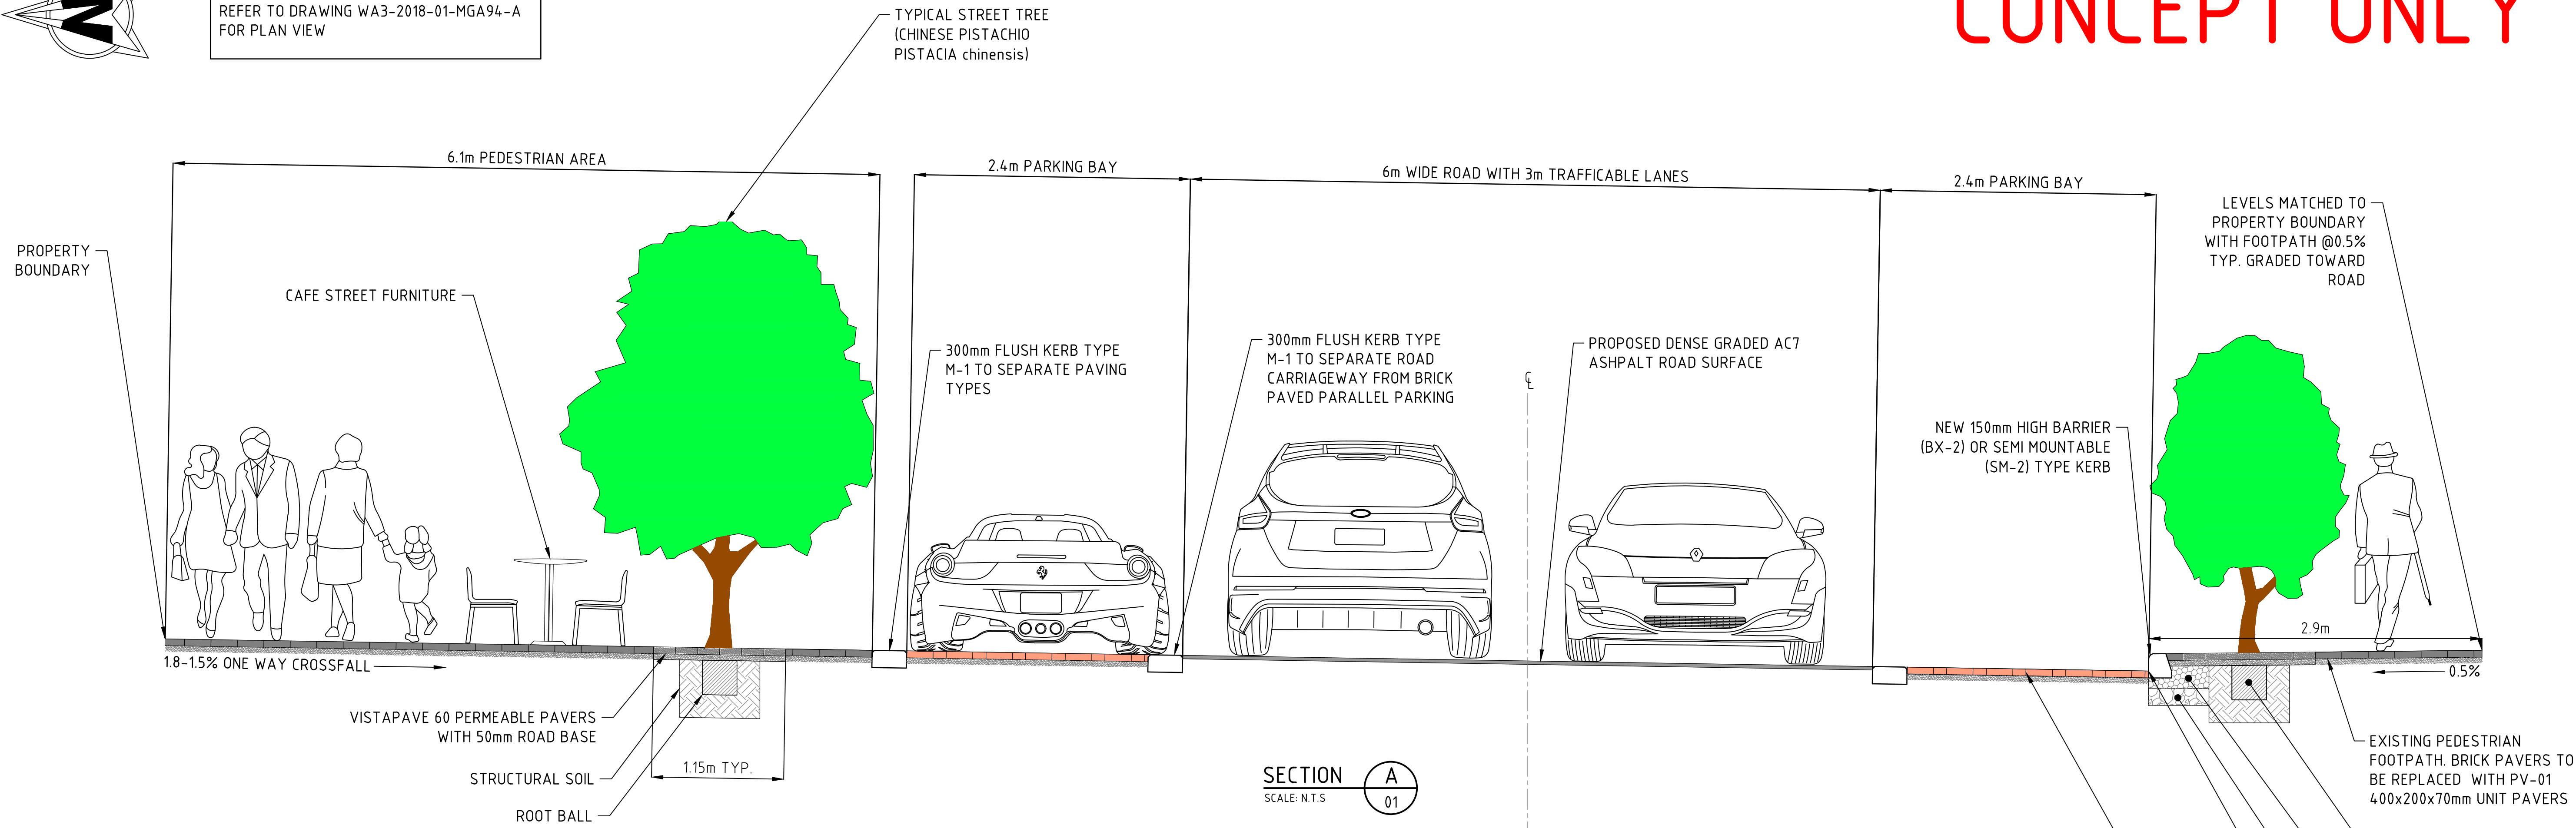 N
REFER TO DRAWING WA3-2018-01-MGA94-A
FOR PLAN VIEW
TYPICAL STREET TREE
(CHINESE PISTACHIO
PISTACIA chinensis)
CONCEPT ONLY
6.1m PEDESTRIAN AREA
2.4m PARKING BAY
6m WIDE ROAD WITH 3m TRAFFICABLE LANES
2.4m PARKING BAY
LEVELS MATCHED TO
PROPERTY BOUNDARY
WITH FOOTPATH @0.5%
TYP. GRADED TOWARD
ROAD
PROPERTY
BOUNDARY
CAFE STREET FURNITURE
300mm FLUSH KERB TYPE
M-1 TO SEPARATE PAVING
TYPES
300mm FLUSH KERB TYPE
M-1 TO SEPARATE ROAD
CARRIAGEWAY FROM BRICK
PAVED PARALLEL PARKING
PROPOSED DENSE GRADED AC7
ASHPALT ROAD SURFACE
℄
NEW 150mm HIGH BARRIER
(BX-2) OR SEMI MOUNTABLE
(SM-2) TYPE KERB
2.9m
1.8-1.5% ONE WAY CROSSFALL
0.5%
VISTAPAVE 60 PERMEABLE PAVERS
WITH 50mm ROAD BASE
STRUCTURAL SOIL
1.15m TYP.
ROOT BALL
SECTION
SCALE: N.T.S
A
01
EXISTING PEDESTRIAN
FOOTPATH. BRICK PAVERS TO
BE REPLACED WITH PV-01
400x200x70mm UNIT PAVERS